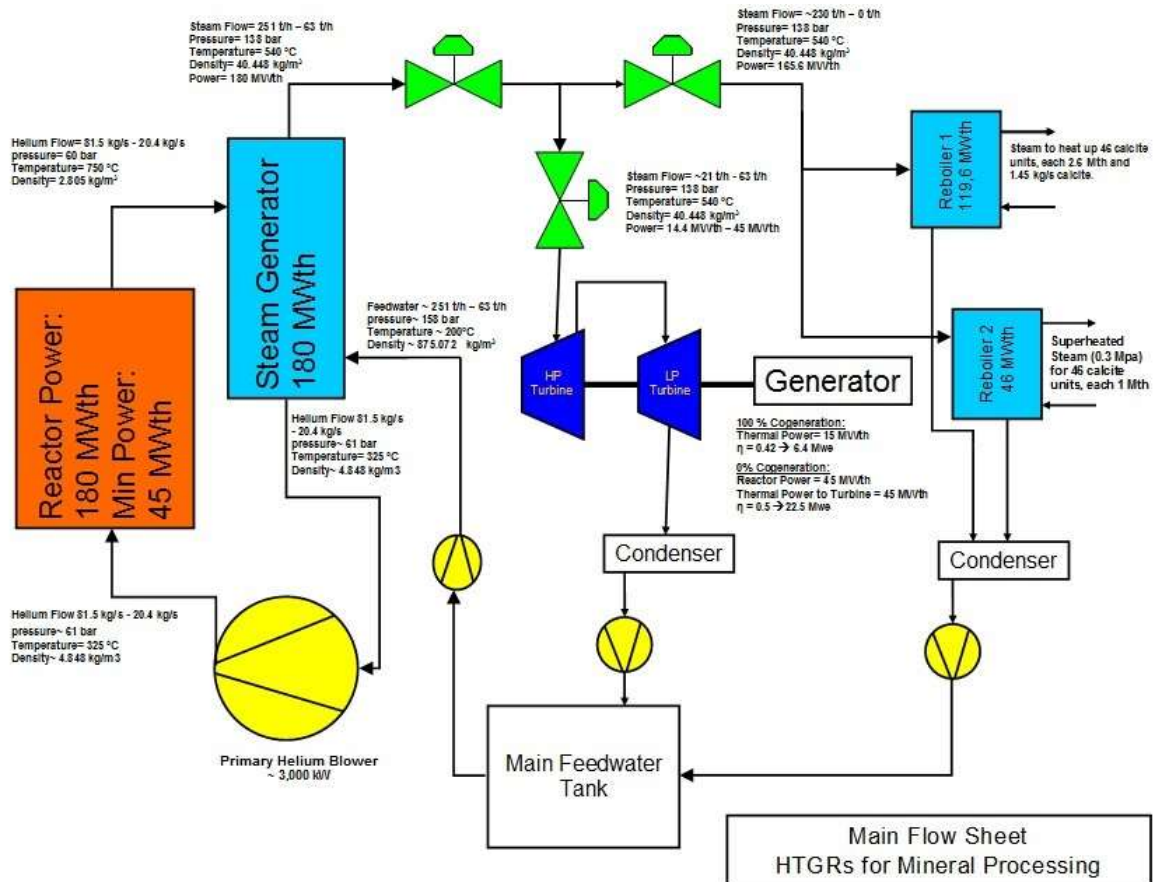 Steam Flow= 251 t/h – 63 t/h
Pressure= 138 bar
Temperature= 540 ºC
Density= 40.448 kg/m³
Power= 180 MWth
Steam Flow= ~230 t/h – 0 t/h
Pressure= 138 bar
Temperature= 540 ºC
Density= 40.448 kg/m³
Power= 165.6 MWth
Helium Flow= 81.5 kg/s - 20.4 kg/s
pressure= 60 bar
Temperature= 750 ºC
Density= 2.805 kg/m³
Steam Generator
180 MWth
Steam Flow= ~21 t/h - 63 t/h
Pressure= 138 bar
Temperature= 540 ºC
Density= 40.448 kg/m³
Power= 14.4 MWth – 45 MWth
Reboiler 1
119,6 MWth
Steam to heat up 46 calcite
units, each 2.6 Mth and
1.45 kg/s calcite.
Reactor Power:
180 MWth
Min Power:
45 MWth
Feedwater ~ 251 t/h – 63 t/h
pressure~ 158 bar
Temperature ~ 200ºC
Density ~ 875.072 kg/m³
HP
Turbine
LP
Turbine
Generator
Reboiler 2
46 MWth
Superheated
Steam (0.3 Mpa)
for 46 calcite
units, each 1 Mth
Helium Flow 81.5 kg/s
- 20.4 kg/s
pressure~ 61 bar
Temperature= 325 ºC
Density~ 4.848 kg/m3
100 % Cogeneration:
Thermal Power= 15 MWth
η = 0.42 → 6.4 Mwe
0% Cogeneration:
Reactor Power = 45 MWth
Thermal Power to Turbine = 45 MWth
η = 0.5 → 22.5 Mwe
Condenser
Condenser
Helium Flow 81.5 kg/s - 20.4 kg/s
pressure~ 61 bar
Temperature= 325 ºC
Density~ 4.848 kg/m3
Primary Helium Blower
~ 3,000 kW
Main Feedwater
Tank
Main Flow Sheet
HTGRs for Mineral Processing